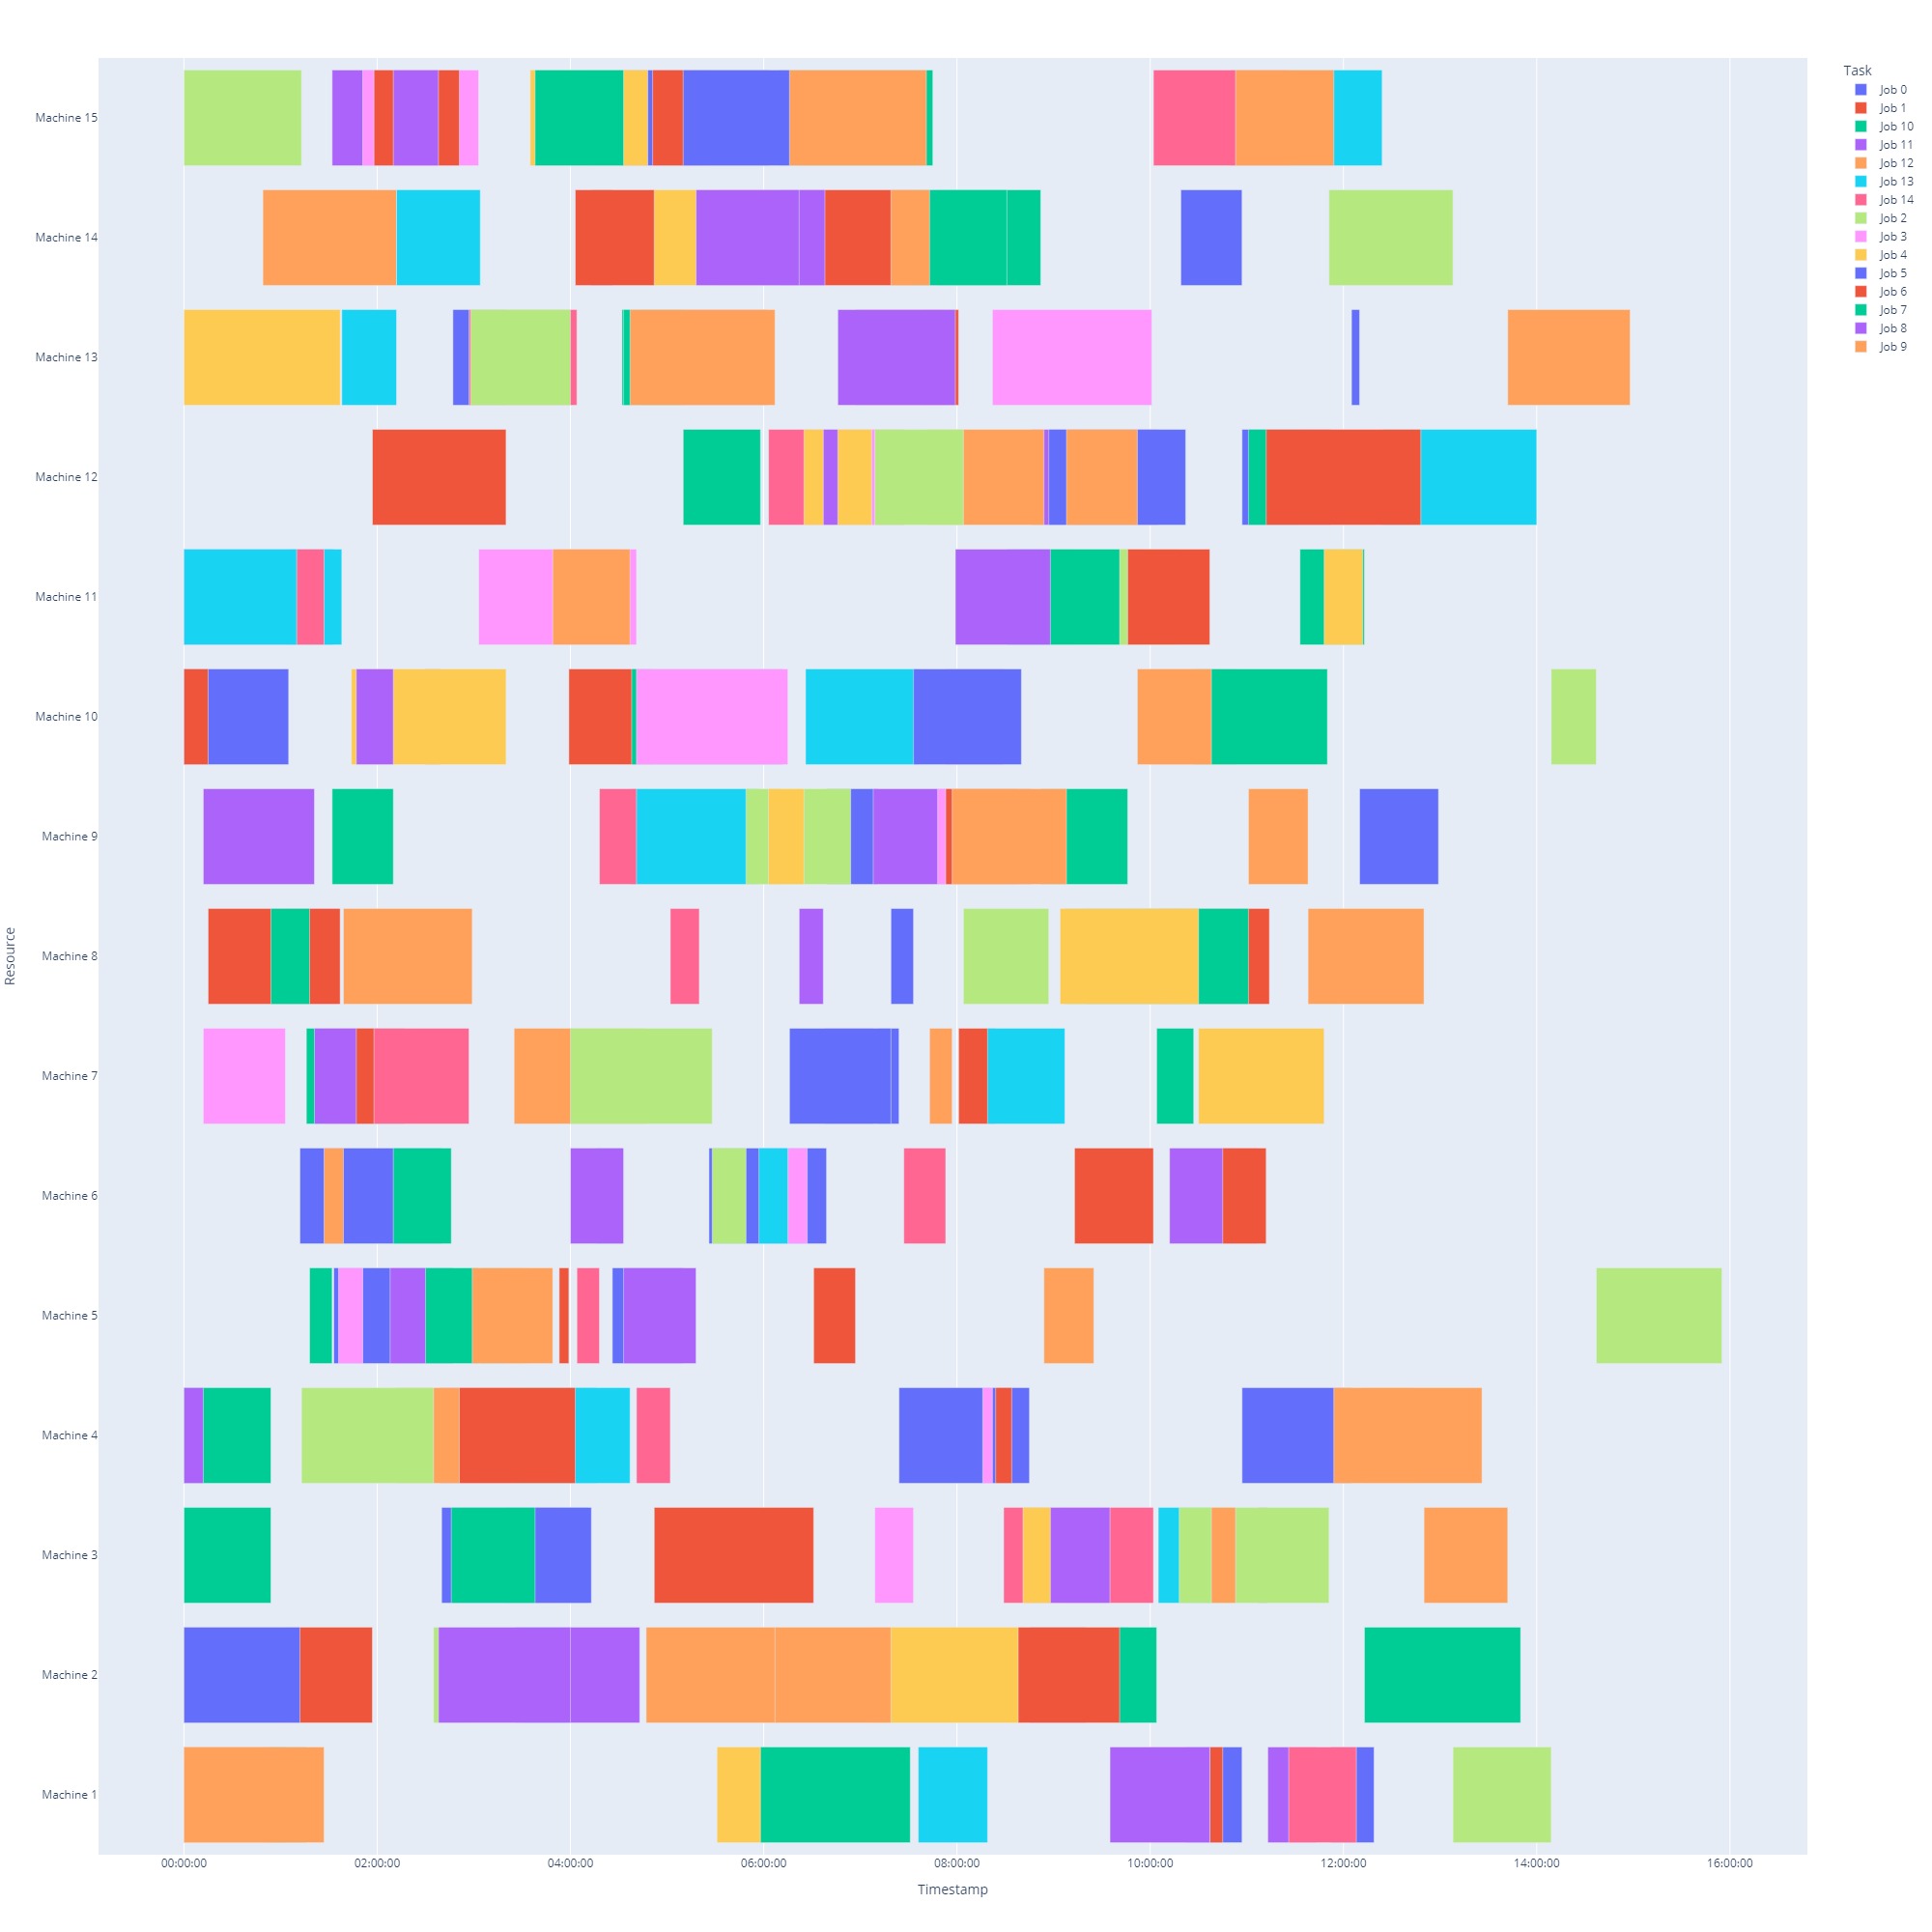 Task
Job 0
Job 1
Job 10
Job 11
Job 12
Job 13
Job 14
Job 2
Job 3
Job 4
Job 5
Job 6
Job 7
Job 8
Job 9
Resource
Machine 15
Machine 14
Machine 13
Machine 12
Machine 11
Machine 10
Machine 9
Machine 8
Machine 7
Machine 6
Machine 5
Machine 4
Machine 3
Machine 2
Machine 1
00:00:00 02:00:00 04:00:00 06:00:00 08:00:00 10:00:00 12:00:00 14:00:00 16:00:00
Timestamp